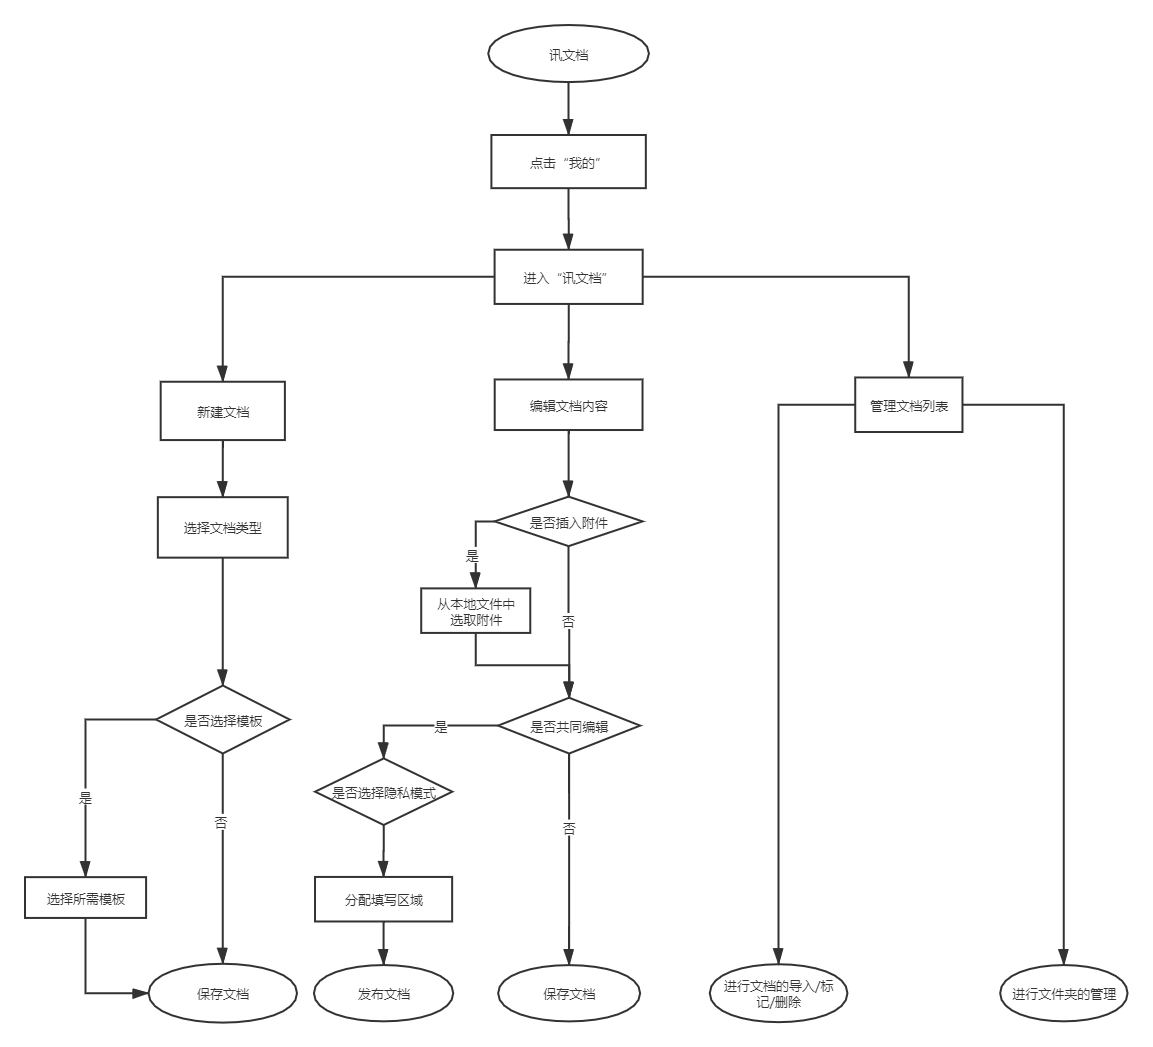 讯文档
点击“我的”
进入“讯文档”
新建文档
编辑文档内容
管理文档列表
选择文档类型
是否插入附件
是
从本地文件中
选取附件
否
是否选择模板
是否共同编辑
是
是否选择隐私模式
是
否
否
选择所需模板
分配填写区域
保存文档
发布文档
保存文档
进行文档的导入/标
记/删除
进行文件夹的管理